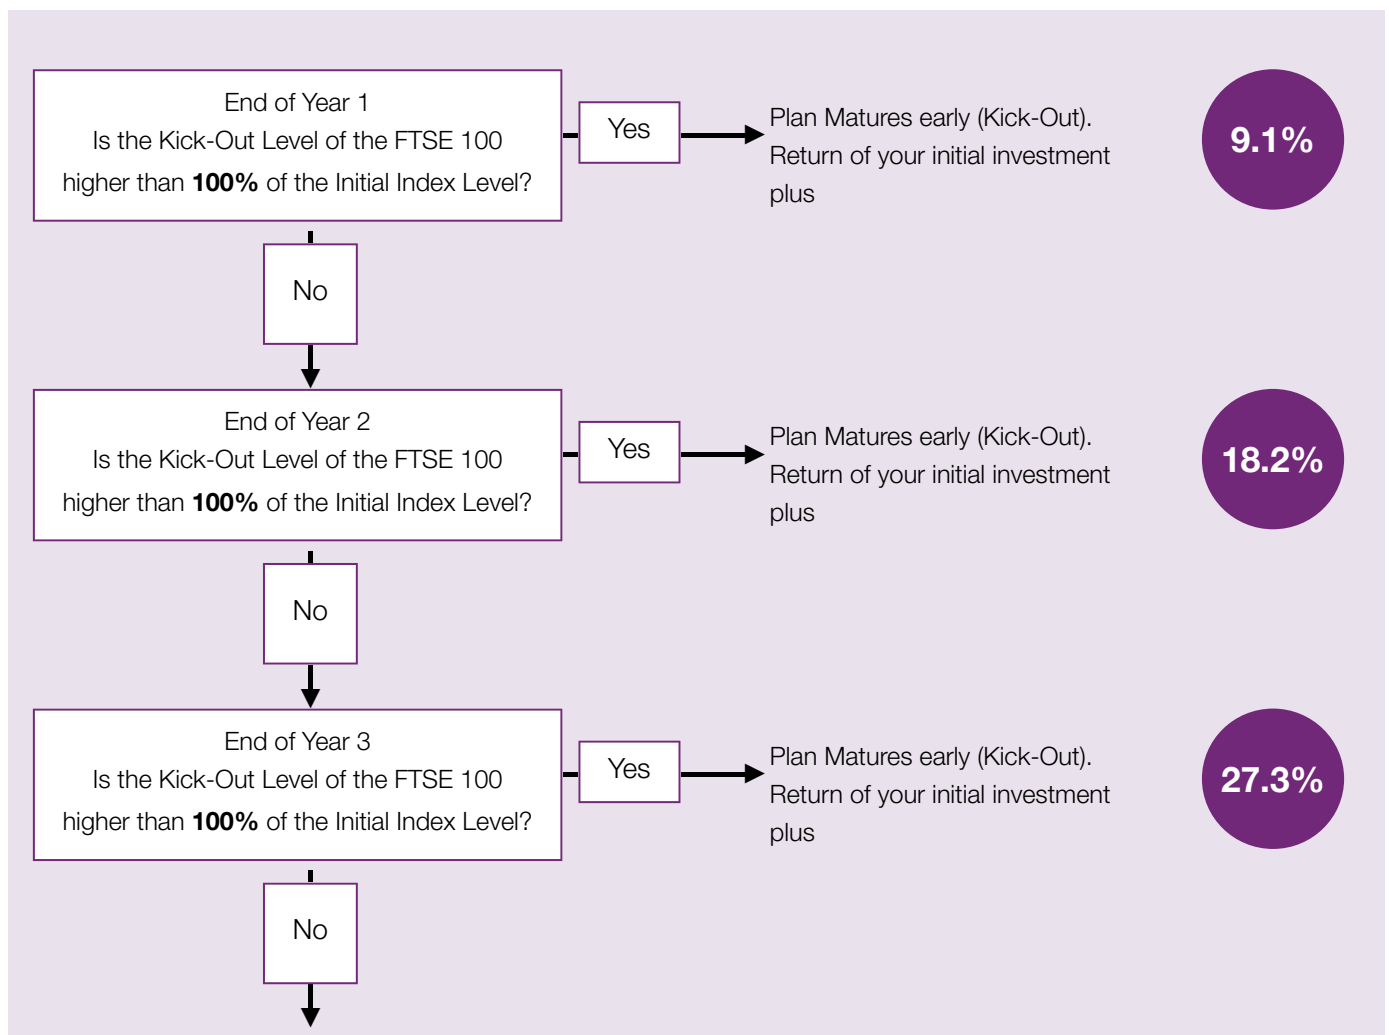 End of Year 1
Is the Kick-Out Level of the FTSE 100
higher than 100% of the Initial Index Level?
Yes
Plan Matures early (Kick-Out).
Return of your initial investment
plus
9.1%
No
End of Year 2
Is the Kick-Out Level of the FTSE 100
higher than 100% of the Initial Index Level?
Yes
Plan Matures early (Kick-Out).
Return of your initial investment
plus
18.2%
No
End of Year 3
Is the Kick-Out Level of the FTSE 100
higher than 100% of the Initial Index Level?
Yes
Plan Matures early (Kick-Out).
Return of your initial investment
plus
27.3%
No